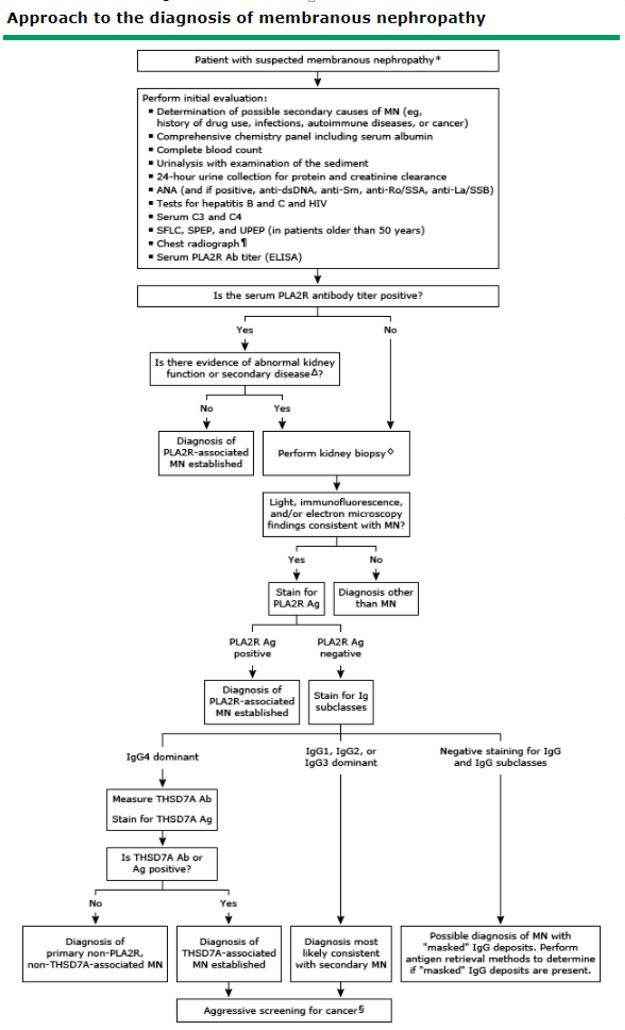 Approach to the diagnosis of membranous nephropathy
Patient with suspected membranous nephropathy*
Perform initial evaluation:
▪ Determination of possible secondary causes of MN (eg,
history of drug use, infections, autoimmune diseases, or cancer)
▪ Comprehensive chemistry panel including serum albumin
▪ Complete blood count
▪ Urinalysis with examination of the sediment
▪ 24-hour urine collection for protein and creatinine clearance
▪ ANA (and if positive, anti-dsDNA, anti-Sm, anti-Ro/SSA, anti-La/SSB)
▪ Tests for hepatitis B and C and HIV
▪ Serum C3 and C4
▪ SFLC, SPEP, and UPEP (in patients older than 50 years)
▪ Chest radiograph¶
▪ Serum PLA2R Ab titer (ELISA)
Is the serum PLA2R antibody titer positive?
Yes
No
Is there evidence of abnormal kidney
function or secondary diseaseΔ?
No
Yes
Diagnosis of
PLA2R-associated
MN established
Perform kidney biopsy◇
Light, immunofluorescence,
and/or electron microscopy
findings consistent with MN?
Yes
No
Stain for
PLA2R Ag
Diagnosis other
than MN
PLA2R Ag
positive
PLA2R Ag
negative
Diagnosis of
PLA2R-associated
MN established
Stain for Ig
subclasses
IgG4 dominant
IgG1, IgG2, or
IgG3 dominant
Negative staining for IgG
and IgG subclasses
Measure THSD7A Ab
Stain for THSD7A Ag
Is THSD7A Ab or
Ag positive?
No
Yes
Diagnosis of
primary non-PLA2R,
non-THSD7A-associated MN
Diagnosis of
THSD7A-associated
MN established
Diagnosis most
likely consistent
with secondary MN
Possible diagnosis of MN with
"masked" IgG deposits. Perform
antigen retrieval methods to determine
if "masked" IgG deposits are present.
Aggressive screening for cancer§